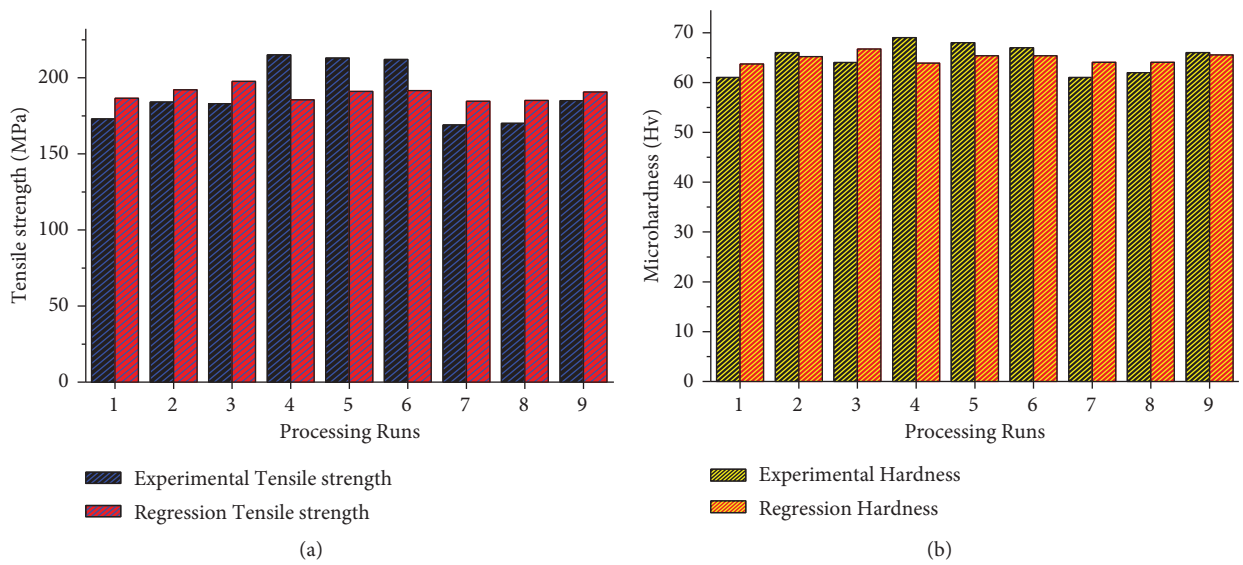 Tensile strength (MPa)
200
150
100
50
0
1 2 3 4 5 6 7 8 9
Processing Runs
Experimental Tensile strength
Regression Tensile strength
(a)
Microhardness (Hv)
70
60
50
40
30
20
10
0
1 2 3 4 5 6 7 8 9
Processing Runs
Experimental Hardness
Regression Hardness
(b)